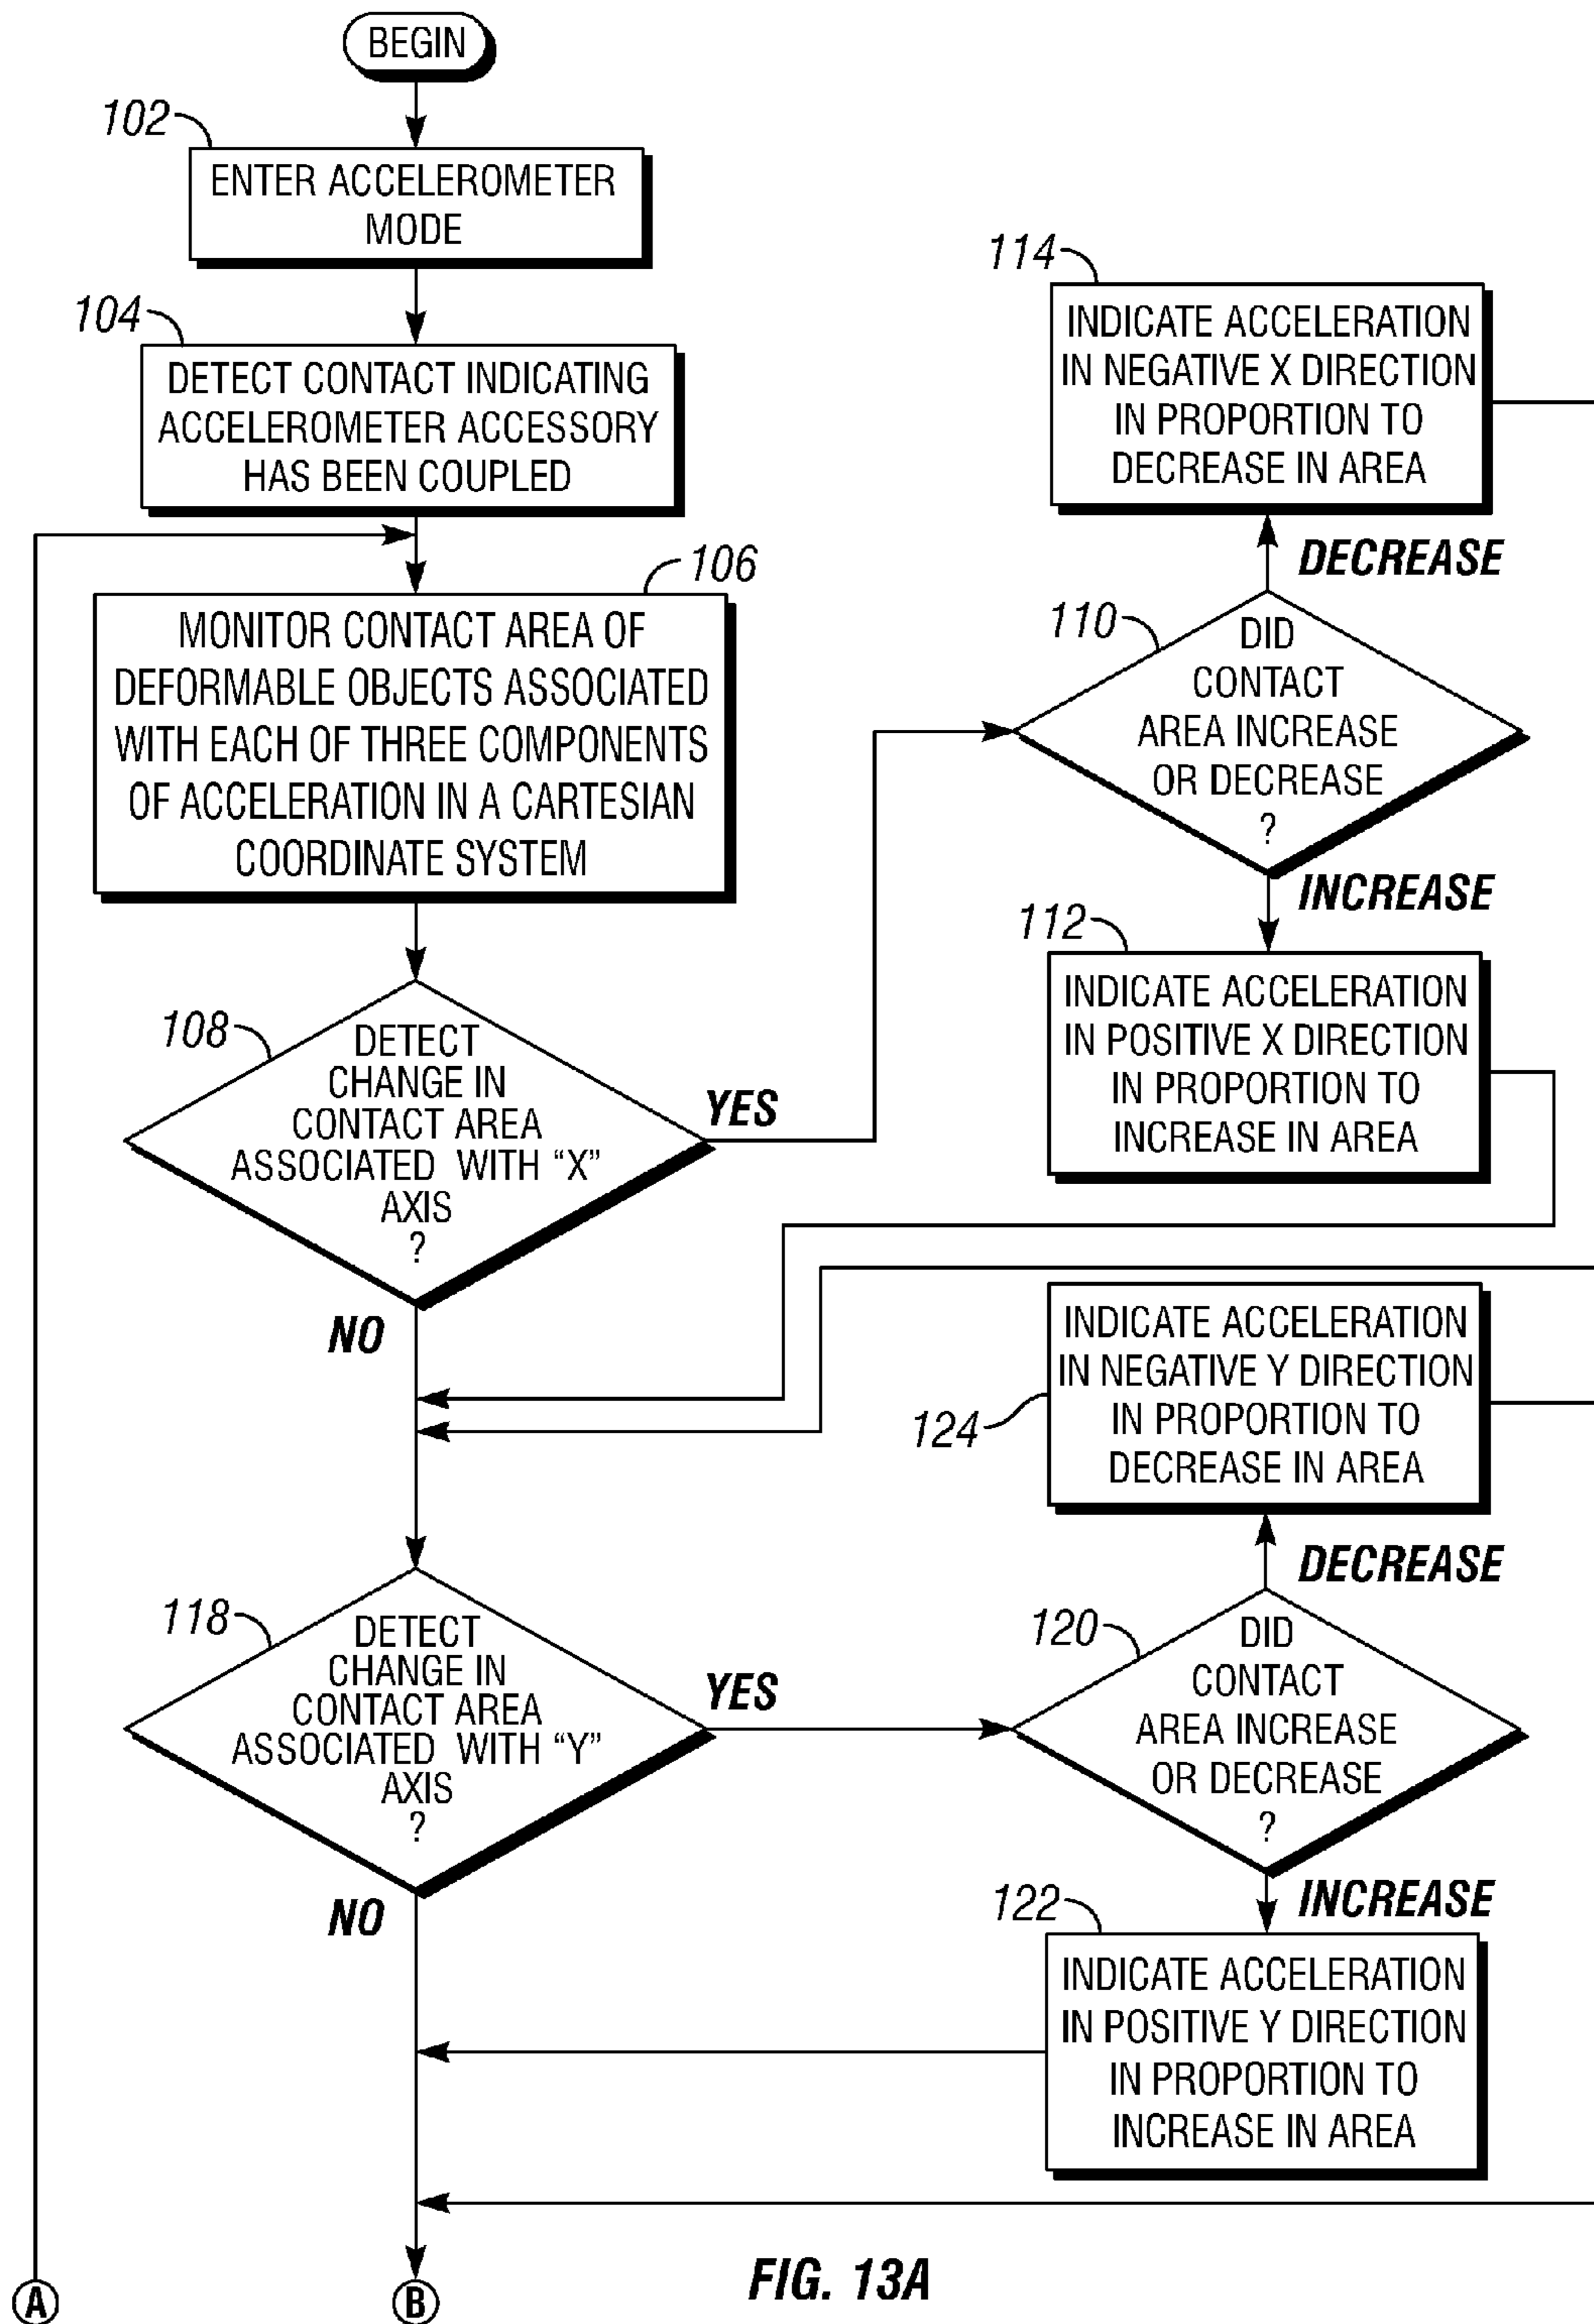 BEGIN
102
ENTER ACCELEROMETER
MODE
104
DETECT CONTACT INDICATING
ACCELEROMETER ACCESSORY
HAS BEEN COUPLED
106
MONITOR CONTACT AREA OF
DEFORMABLE OBJECTS ASSOCIATED
WITH EACH OF THREE COMPONENTS
OF ACCELERATION IN A CARTESIAN
COORDINATE SYSTEM
108
DETECT
CHANGE IN
CONTACT AREA
ASSOCIATED WITH “X”
AXIS
?
YES
NO
114
INDICATE ACCELERATION
IN NEGATIVE X DIRECTION
IN PROPORTION TO
DECREASE IN AREA
DECREASE
110
DID
CONTACT
AREA INCREASE
OR DECREASE
?
INCREASE
112
INDICATE ACCELERATION
IN POSITIVE X DIRECTION
IN PROPORTION TO
INCREASE IN AREA
118
DETECT
CHANGE IN
CONTACT AREA
ASSOCIATED WITH “Y”
AXIS
?
YES
NO
124
INDICATE ACCELERATION
IN NEGATIVE Y DIRECTION
IN PROPORTION TO
DECREASE IN AREA
DECREASE
120
DID
CONTACT
AREA INCREASE
OR DECREASE
?
INCREASE
122
INDICATE ACCELERATION
IN POSITIVE Y DIRECTION
IN PROPORTION TO
INCREASE IN AREA
A
B
FIG. 13A